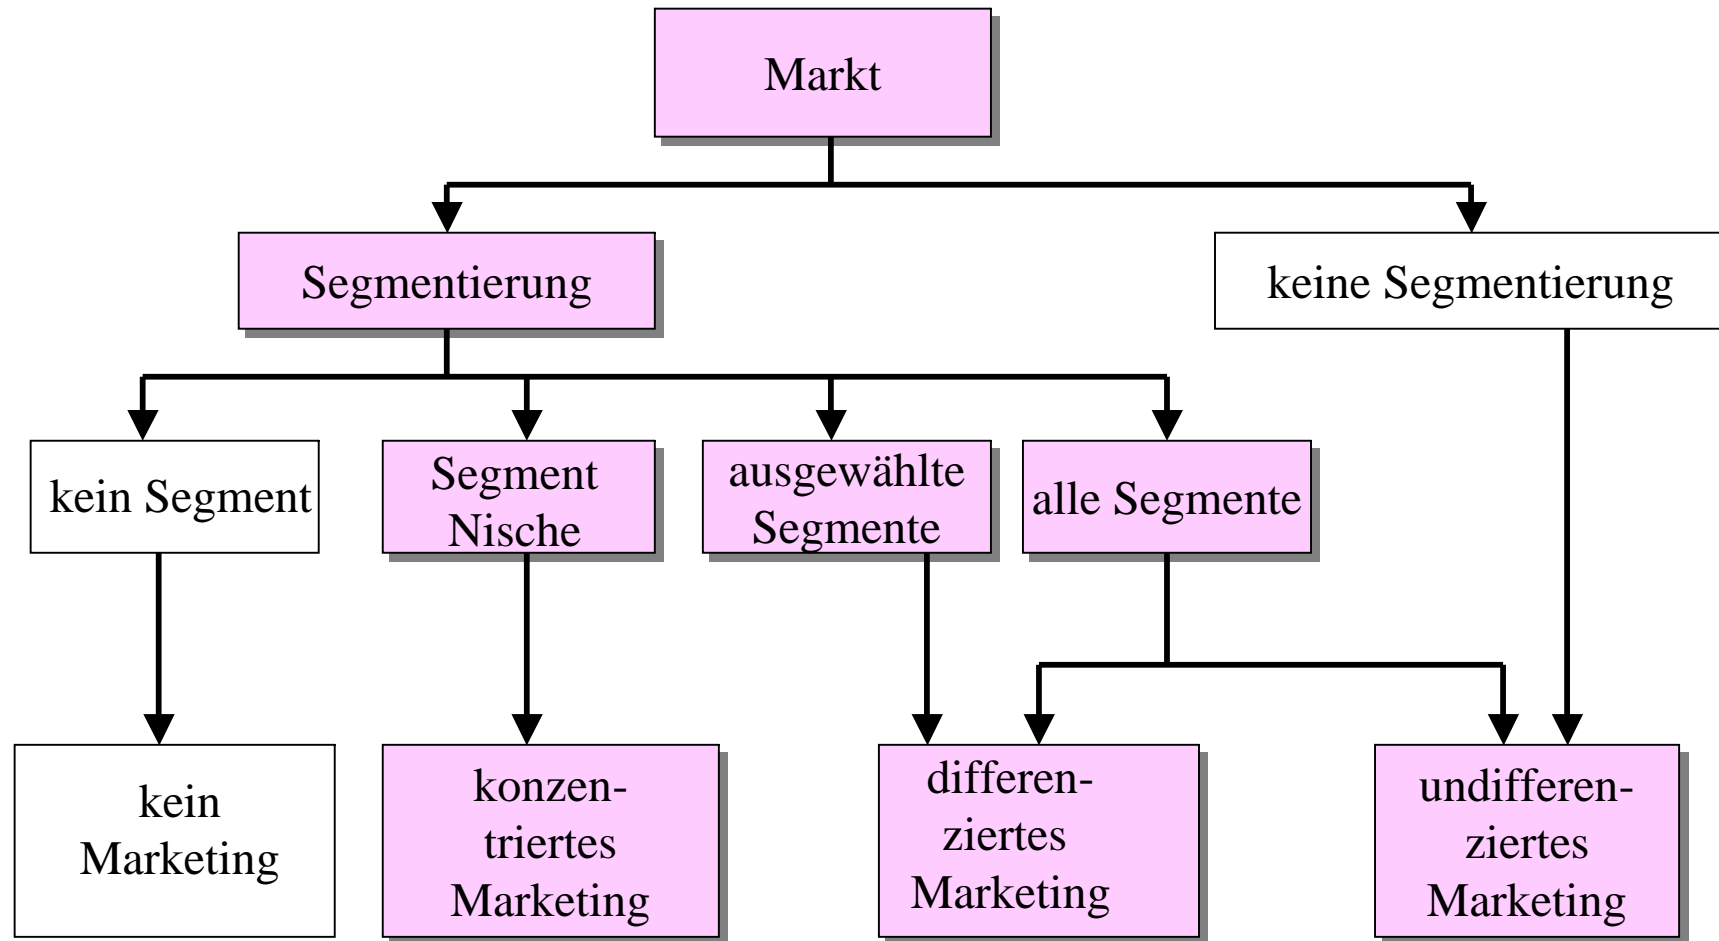 Markt
Segmentierung
keine Segmentierung
kein Segment
Segment
Nische
ausgewählte
Segmente
alle Segmente
kein
Marketing
konzen-
triertes
Marketing
differen-
ziertes
Marketing
undifferen-
ziertes
Marketing